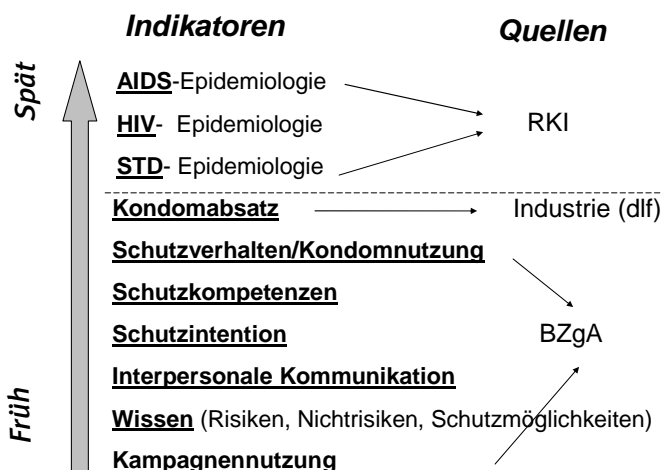 Indikatoren Quellen
Spät
AIDS-Epidemiologie
HIV- Epidemiologie RKI
STD- Epidemiologie
Kondomabsatz Industrie (dlf)
Schutzverhalten/Kondomnutzung
Schutzkompetenzen
Schutzintention BZgA
Interpersonale Kommunikation
Früh
Wissen (Risiken, Nichtrisiken, Schutzmöglichkeiten)
Kampagnennutzung